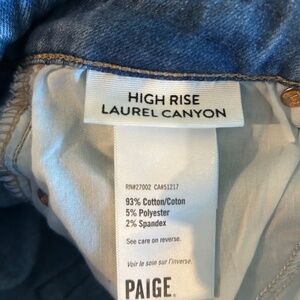 HIGH RISE
LAUREL CANYON
RN#27002 CA#51217
93% Cotton/Coton
5% Polyester
2% Spandex
See care on reverse.
Voir le soin sur l'inverse.
PAIGE